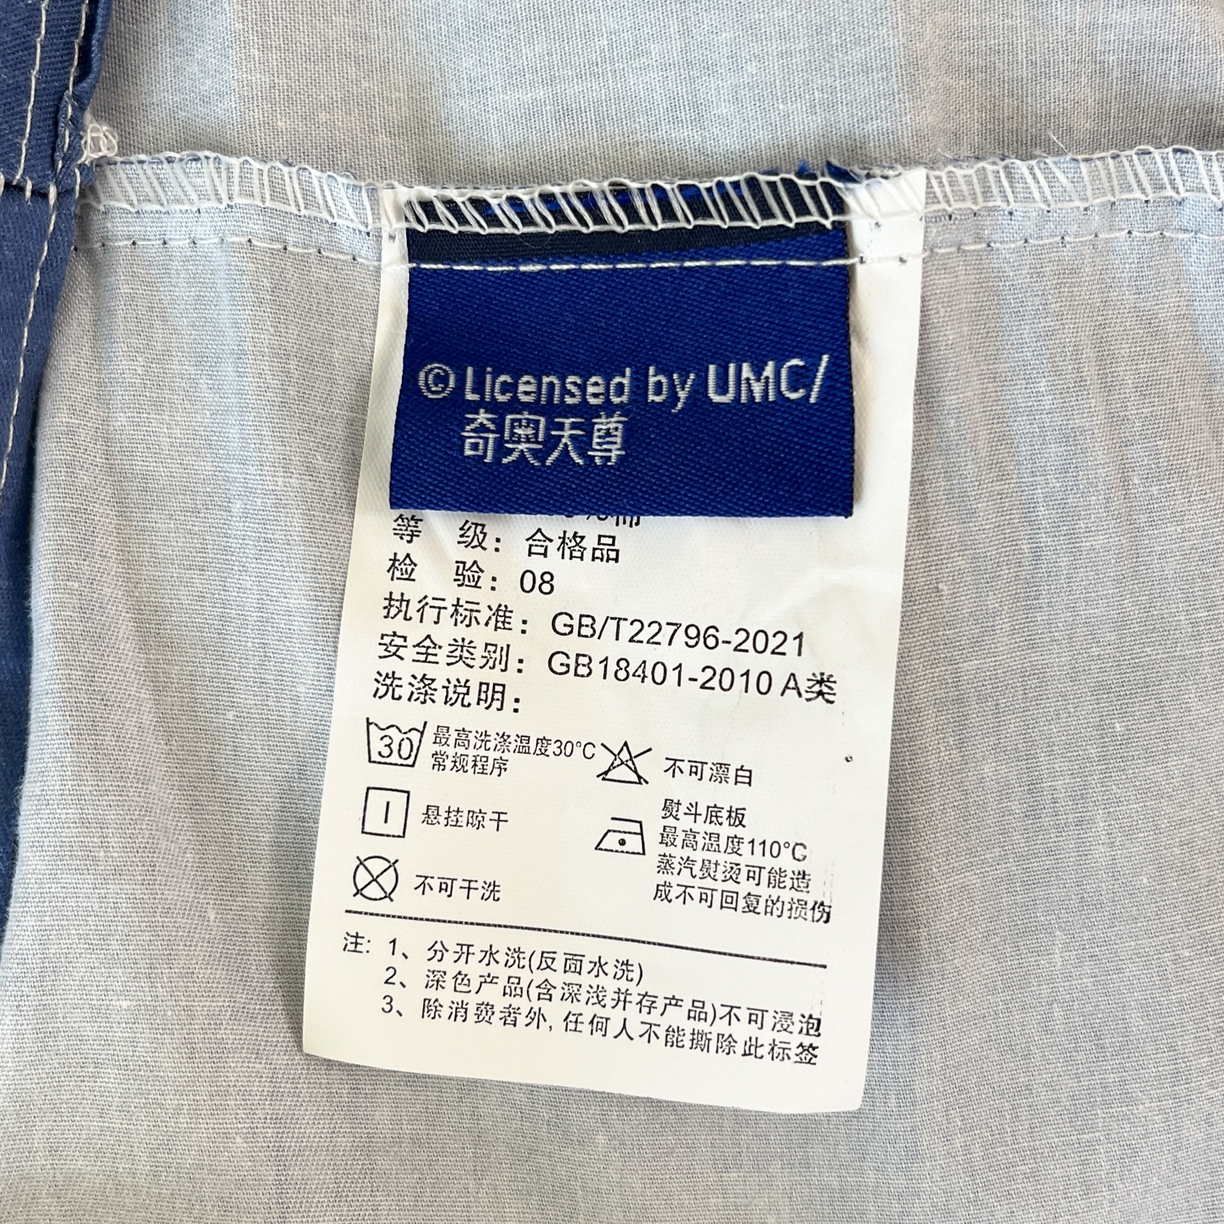 © Licensed by UMC/
奇奥天尊
等 级：合格品
检 验：08
执行标准：GB/T22796-2021
安全类别：GB18401-2010 A类
洗涤说明：
30
最高洗涤温度30°C
常规程序
不可漂白
悬挂晾干
熨斗底板
最高温度110°C
蒸汽熨烫可能造
成不可回复的损伤
不可干洗
注: 1、分开水洗(反面水洗)
2、深色产品(含深浅并存产品)不可浸泡
3、除消费者外, 任何人不能撕除此标签